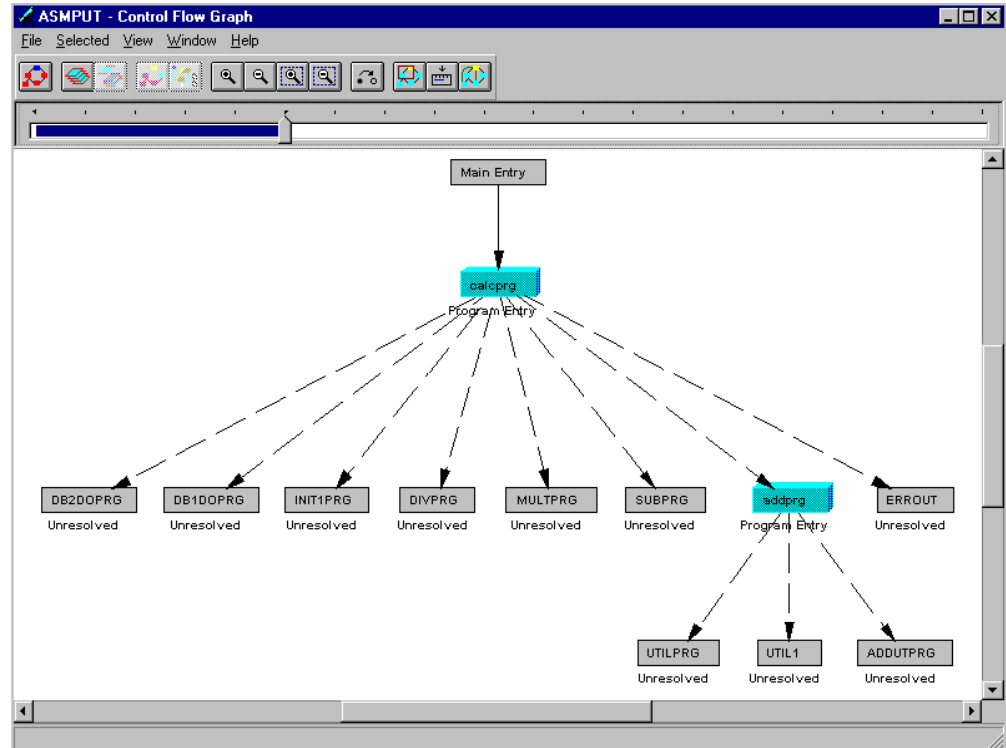 ASMPUT - Control Flow Graph
File Selected View Window Help
Main Entry
calcprg
Program Entry
DB2DOPRG DB1DOPRG INIT1PRG DIVPRG MULTPRG SUBPRG addprg ERROUT
Unresolved Unresolved Unresolved Unresolved Unresolved Unresolved Program Entry Unresolved
UTILPRG UTIL1 ADDUTPRG
Unresolved Unresolved Unresolved